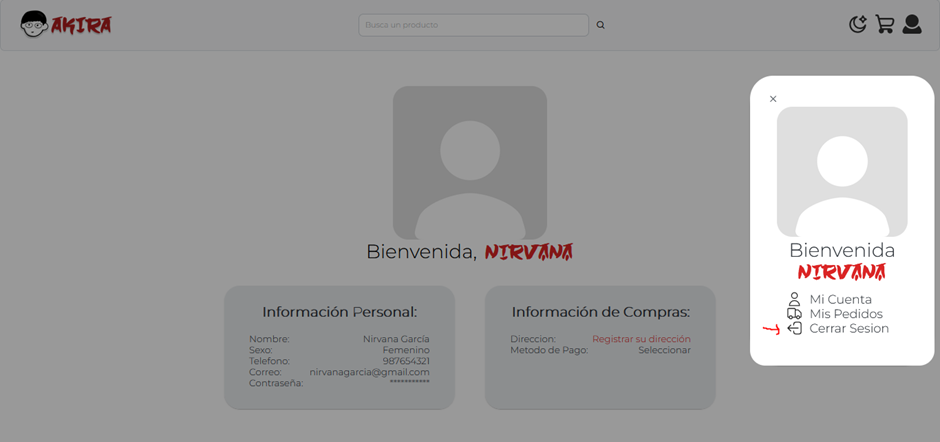 AKIRA
Busca un producto
Bienvenida, NIRVANA
Información Personal:
Nombre: Nirvana García
Sexo: Femenino
Telefono: 987654321
Correo: nirvanagarcia@gmail.com
Contraseña: ***********
Información de Compras:
Direccion: Registrar su dirección
Metodo de Pago: Seleccionar
×
Bienvenida
NIRVANA
Mi Cuenta
Mis Pedidos
Cerrar Sesion